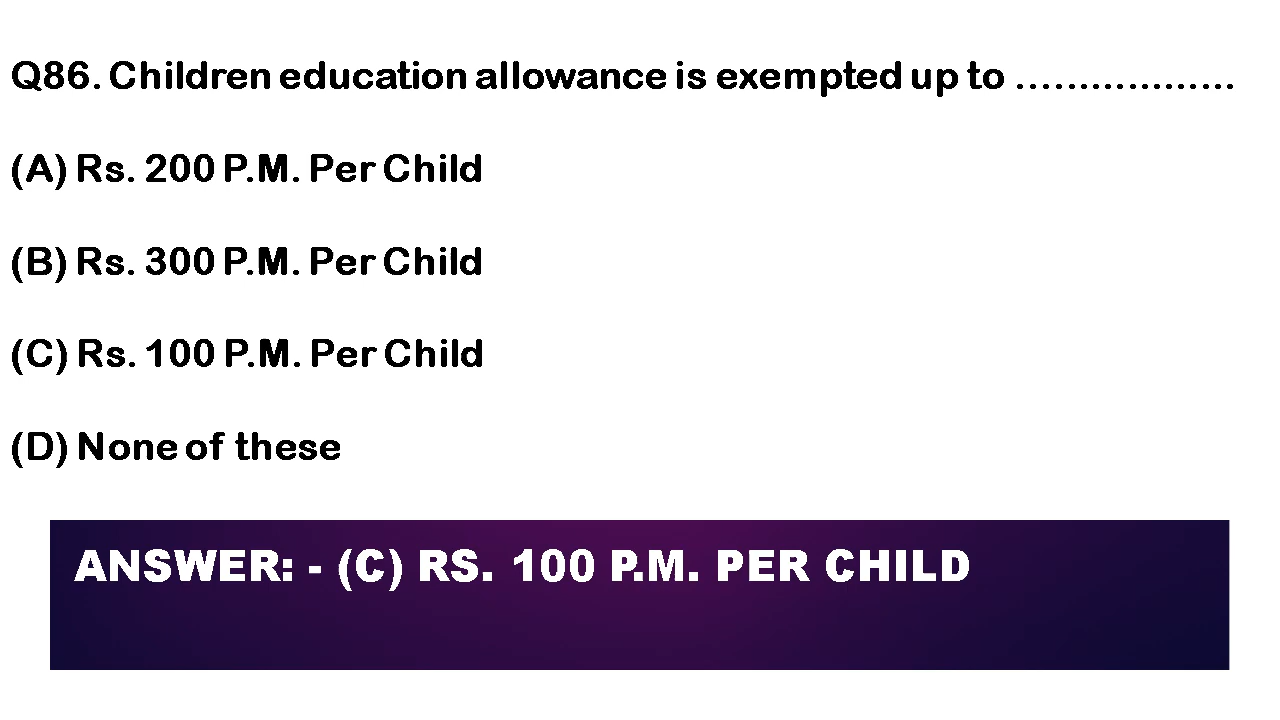 Q86. Children education allowance is exempted up to ..................
(A) Rs. 200 P.M. Per Child
(B) Rs. 300 P.M. Per Child
(C) Rs. 100 P.M. Per Child
(D) None of these
ANSWER: - (C) RS. 100 P.M. PER CHILD